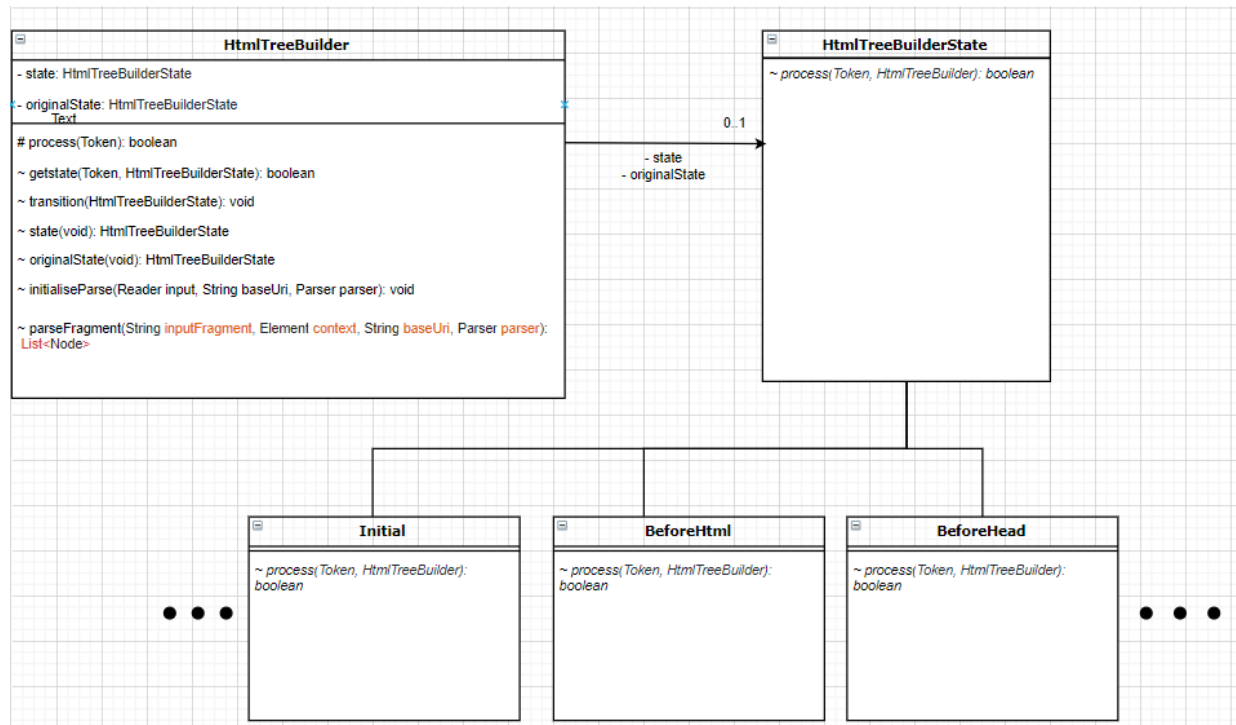 HtmlTreeBuilder
- state: HtmlTreeBuilderState
- originalState: HtmlTreeBuilderState
Text
# process(Token): boolean
~ getstate(Token, HtmlTreeBuilderState): boolean
~ transition(HtmlTreeBuilderState): void
~ state(void): HtmlTreeBuilderState
~ originalState(void): HtmlTreeBuilderState
~ initialiseParse(Reader input, String baseUri, Parser parser): void
~ parseFragment(String inputFragment, Element context, String baseUri, Parser parser):
List<Node>
0..1
- state
- originalState
HtmlTreeBuilderState
~ process(Token, HtmlTreeBuilder): boolean
Initial
~ process(Token, HtmlTreeBuilder):
boolean
BeforeHtml
~ process(Token, HtmlTreeBuilder):
boolean
BeforeHead
~ process(Token, HtmlTreeBuilder):
boolean